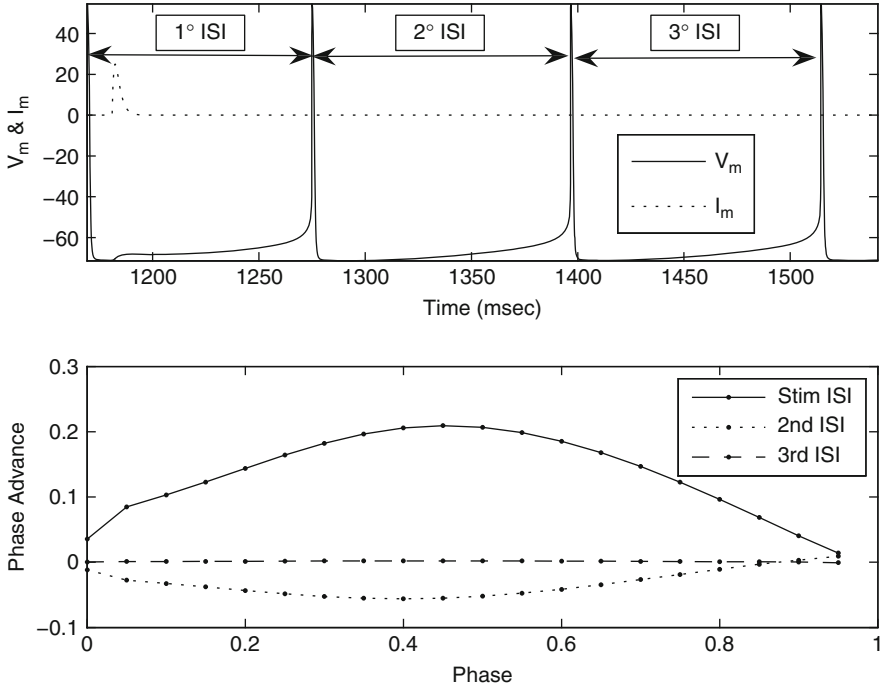 1° ISI 2° ISI 3° ISI
V_m & I_m
40
20
0
−20
−40
−60
V_m
I_m
1200 1250 1300 1350 1400 1450 1500
Time (msec)
Phase Advance
0.3
0.2
0.1
0
−0.1
Stim ISI
2nd ISI
3rd ISI
0 0.2 0.4 0.6 0.8 1
Phase